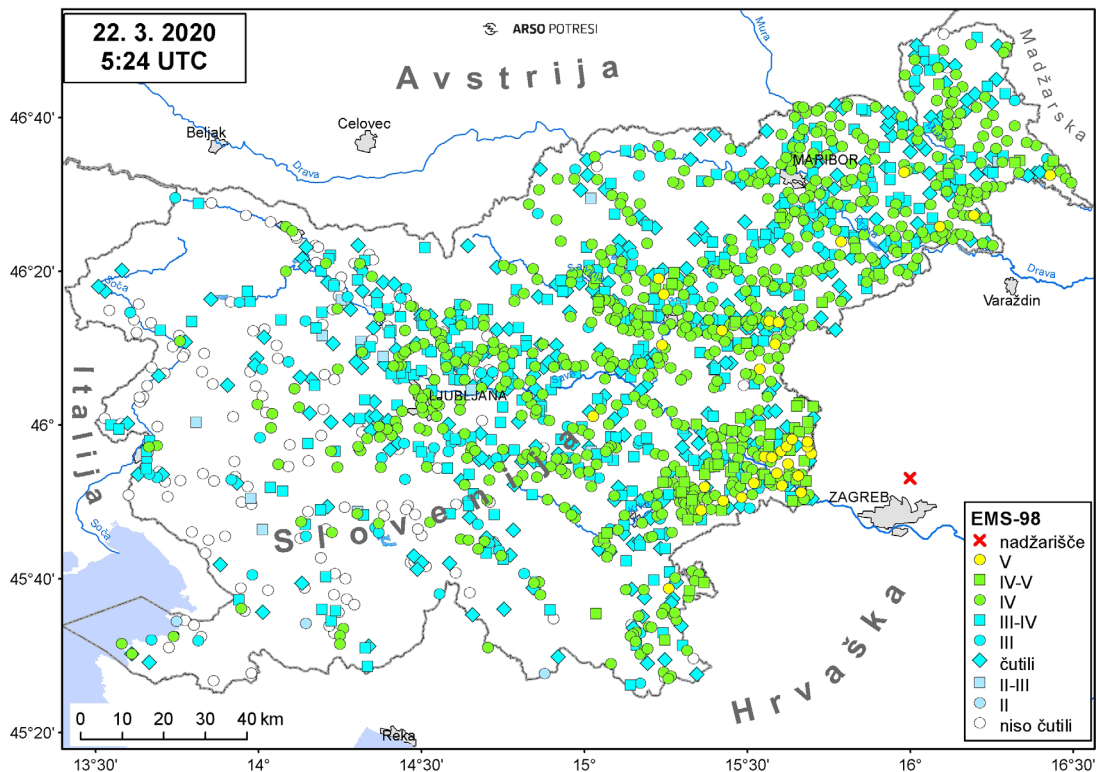 22. 3. 2020
5:24 UTC
ARSO POTRESI
Avstrija
Mura
Madžarska
46°40'
46°20'
46°
45°40'
45°20'
Beljak
Celovec
Drava
MARIBOR
Soča
Drava
Varaždin
Sava
LJUBLJANA
Italija
Slovenija
Soča
ZAGREB
Hrvaška
Reka
0 10 20 30 40 km
EMS-98
nadžarišče
V
IV-V
IV
III-IV
III
čutili
II-III
II
niso čutili
13°30' 14° 14°30' 15° 15°30' 16° 16°30'